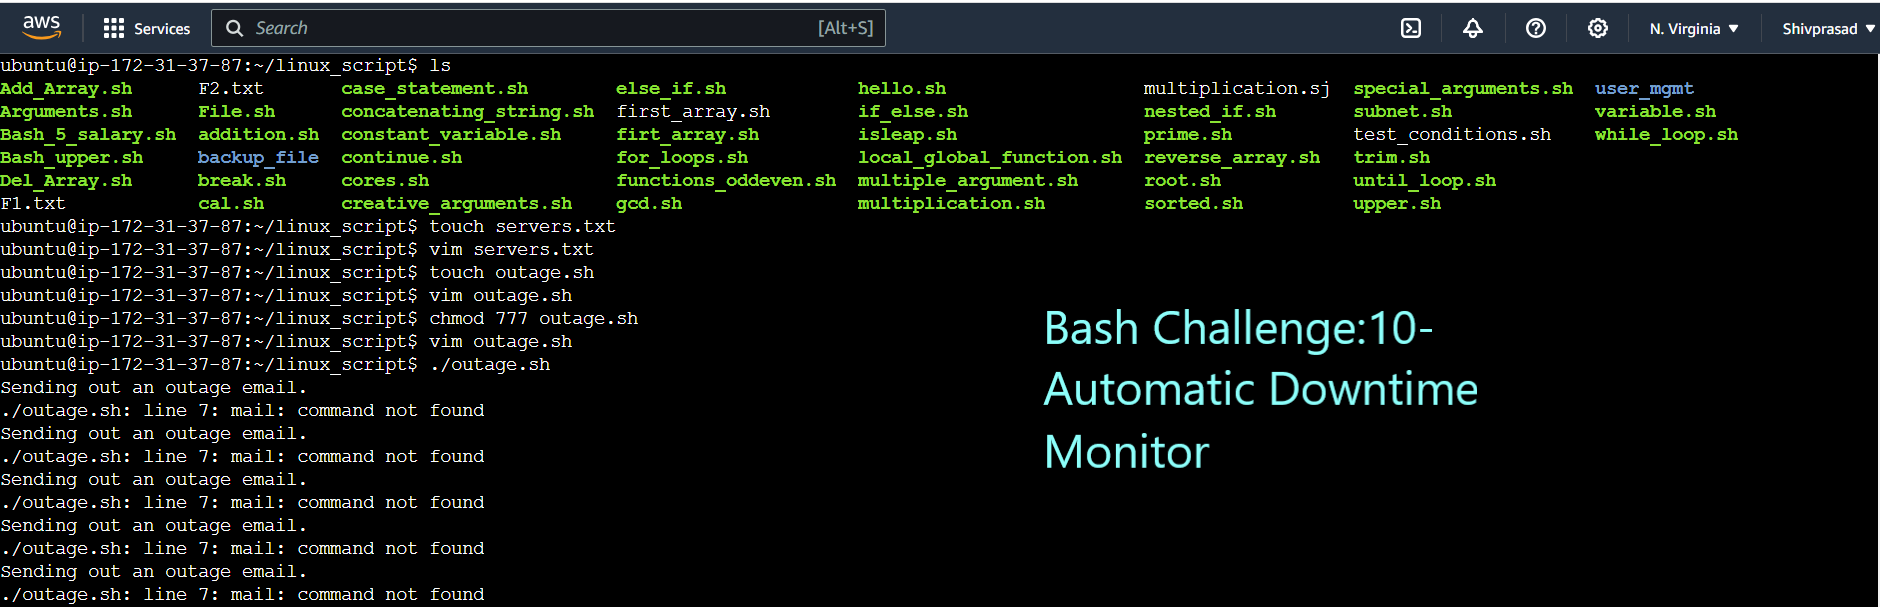 aws Services Search [Alt+S] N. Virginia Shivprasad
ubuntu@ip-172-31-37-87:~/linux_script$ ls
Add_Array.sh F2.txt case_statement.sh else_if.sh hello.sh multiplication.sj special_arguments.sh user_mgmt
Arguments.sh File.sh concatenating_string.sh first_array.sh if_else.sh nested_if.sh subnet.sh variable.sh
Bash_5_salary.sh addition.sh constant_variable.sh firt_array.sh isleap.sh prime.sh test_conditions.sh while_loop.sh
Bash_upper.sh backup_file continue.sh for_loops.sh local_global_function.sh reverse_array.sh trim.sh
Del_Array.sh break.sh cores.sh functions_oddeven.sh multiple_argument.sh root.sh until_loop.sh
F1.txt cal.sh creative_arguments.sh gcd.sh multiplication.sh sorted.sh upper.sh
ubuntu@ip-172-31-37-87:~/linux_script$ touch servers.txt
ubuntu@ip-172-31-37-87:~/linux_script$ vim servers.txt
ubuntu@ip-172-31-37-87:~/linux_script$ touch outage.sh
ubuntu@ip-172-31-37-87:~/linux_script$ vim outage.sh
ubuntu@ip-172-31-37-87:~/linux_script$ chmod 777 outage.sh
ubuntu@ip-172-31-37-87:~/linux_script$ vim outage.sh
ubuntu@ip-172-31-37-87:~/linux_script$ ./outage.sh
Sending out an outage email.
./outage.sh: line 7: mail: command not found
Sending out an outage email.
./outage.sh: line 7: mail: command not found
Sending out an outage email.
./outage.sh: line 7: mail: command not found
Sending out an outage email.
./outage.sh: line 7: mail: command not found
Sending out an outage email.
./outage.sh: line 7: mail: command not found
Bash Challenge:10-
Automatic Downtime
Monitor